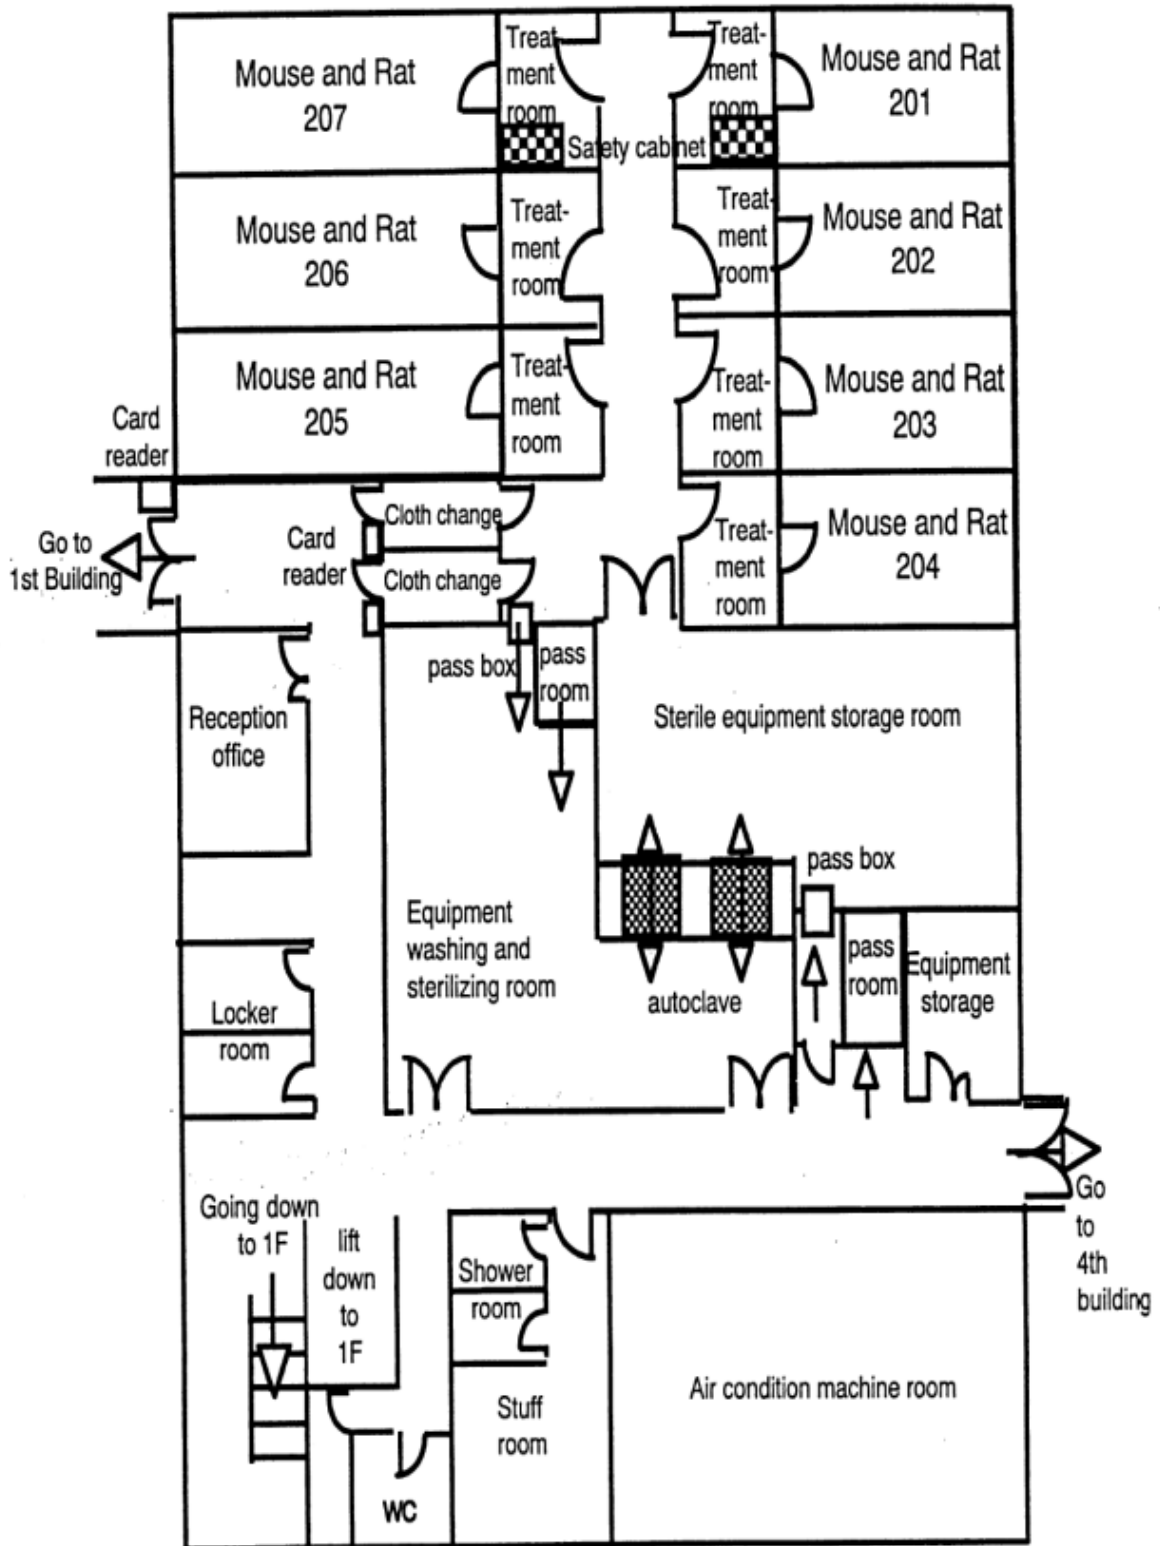 Mouse and Rat
207
Treat-
ment
room
Treat-
ment
room
Mouse and Rat
201
Safety cabinet
Mouse and Rat
206
Treat-
ment
room
Treat-
ment
room
Mouse and Rat
202
Mouse and Rat
205
Treat-
ment
room
Treat-
ment
room
Mouse and Rat
203
Card
reader
Go to
1st Building
Card
reader
Cloth change
Cloth change
Treat-
ment
room
Mouse and Rat
204
pass box
pass
room
Reception
office
Sterile equipment storage room
pass box
Equipment
washing and
sterilizing room
autoclave
pass
room
Equipment
storage
Locker
room
Going down
to 1F
lift
down
to
1F
Shower
room
Go
to
4th
building
Stuff
room
Air condition machine room
WC